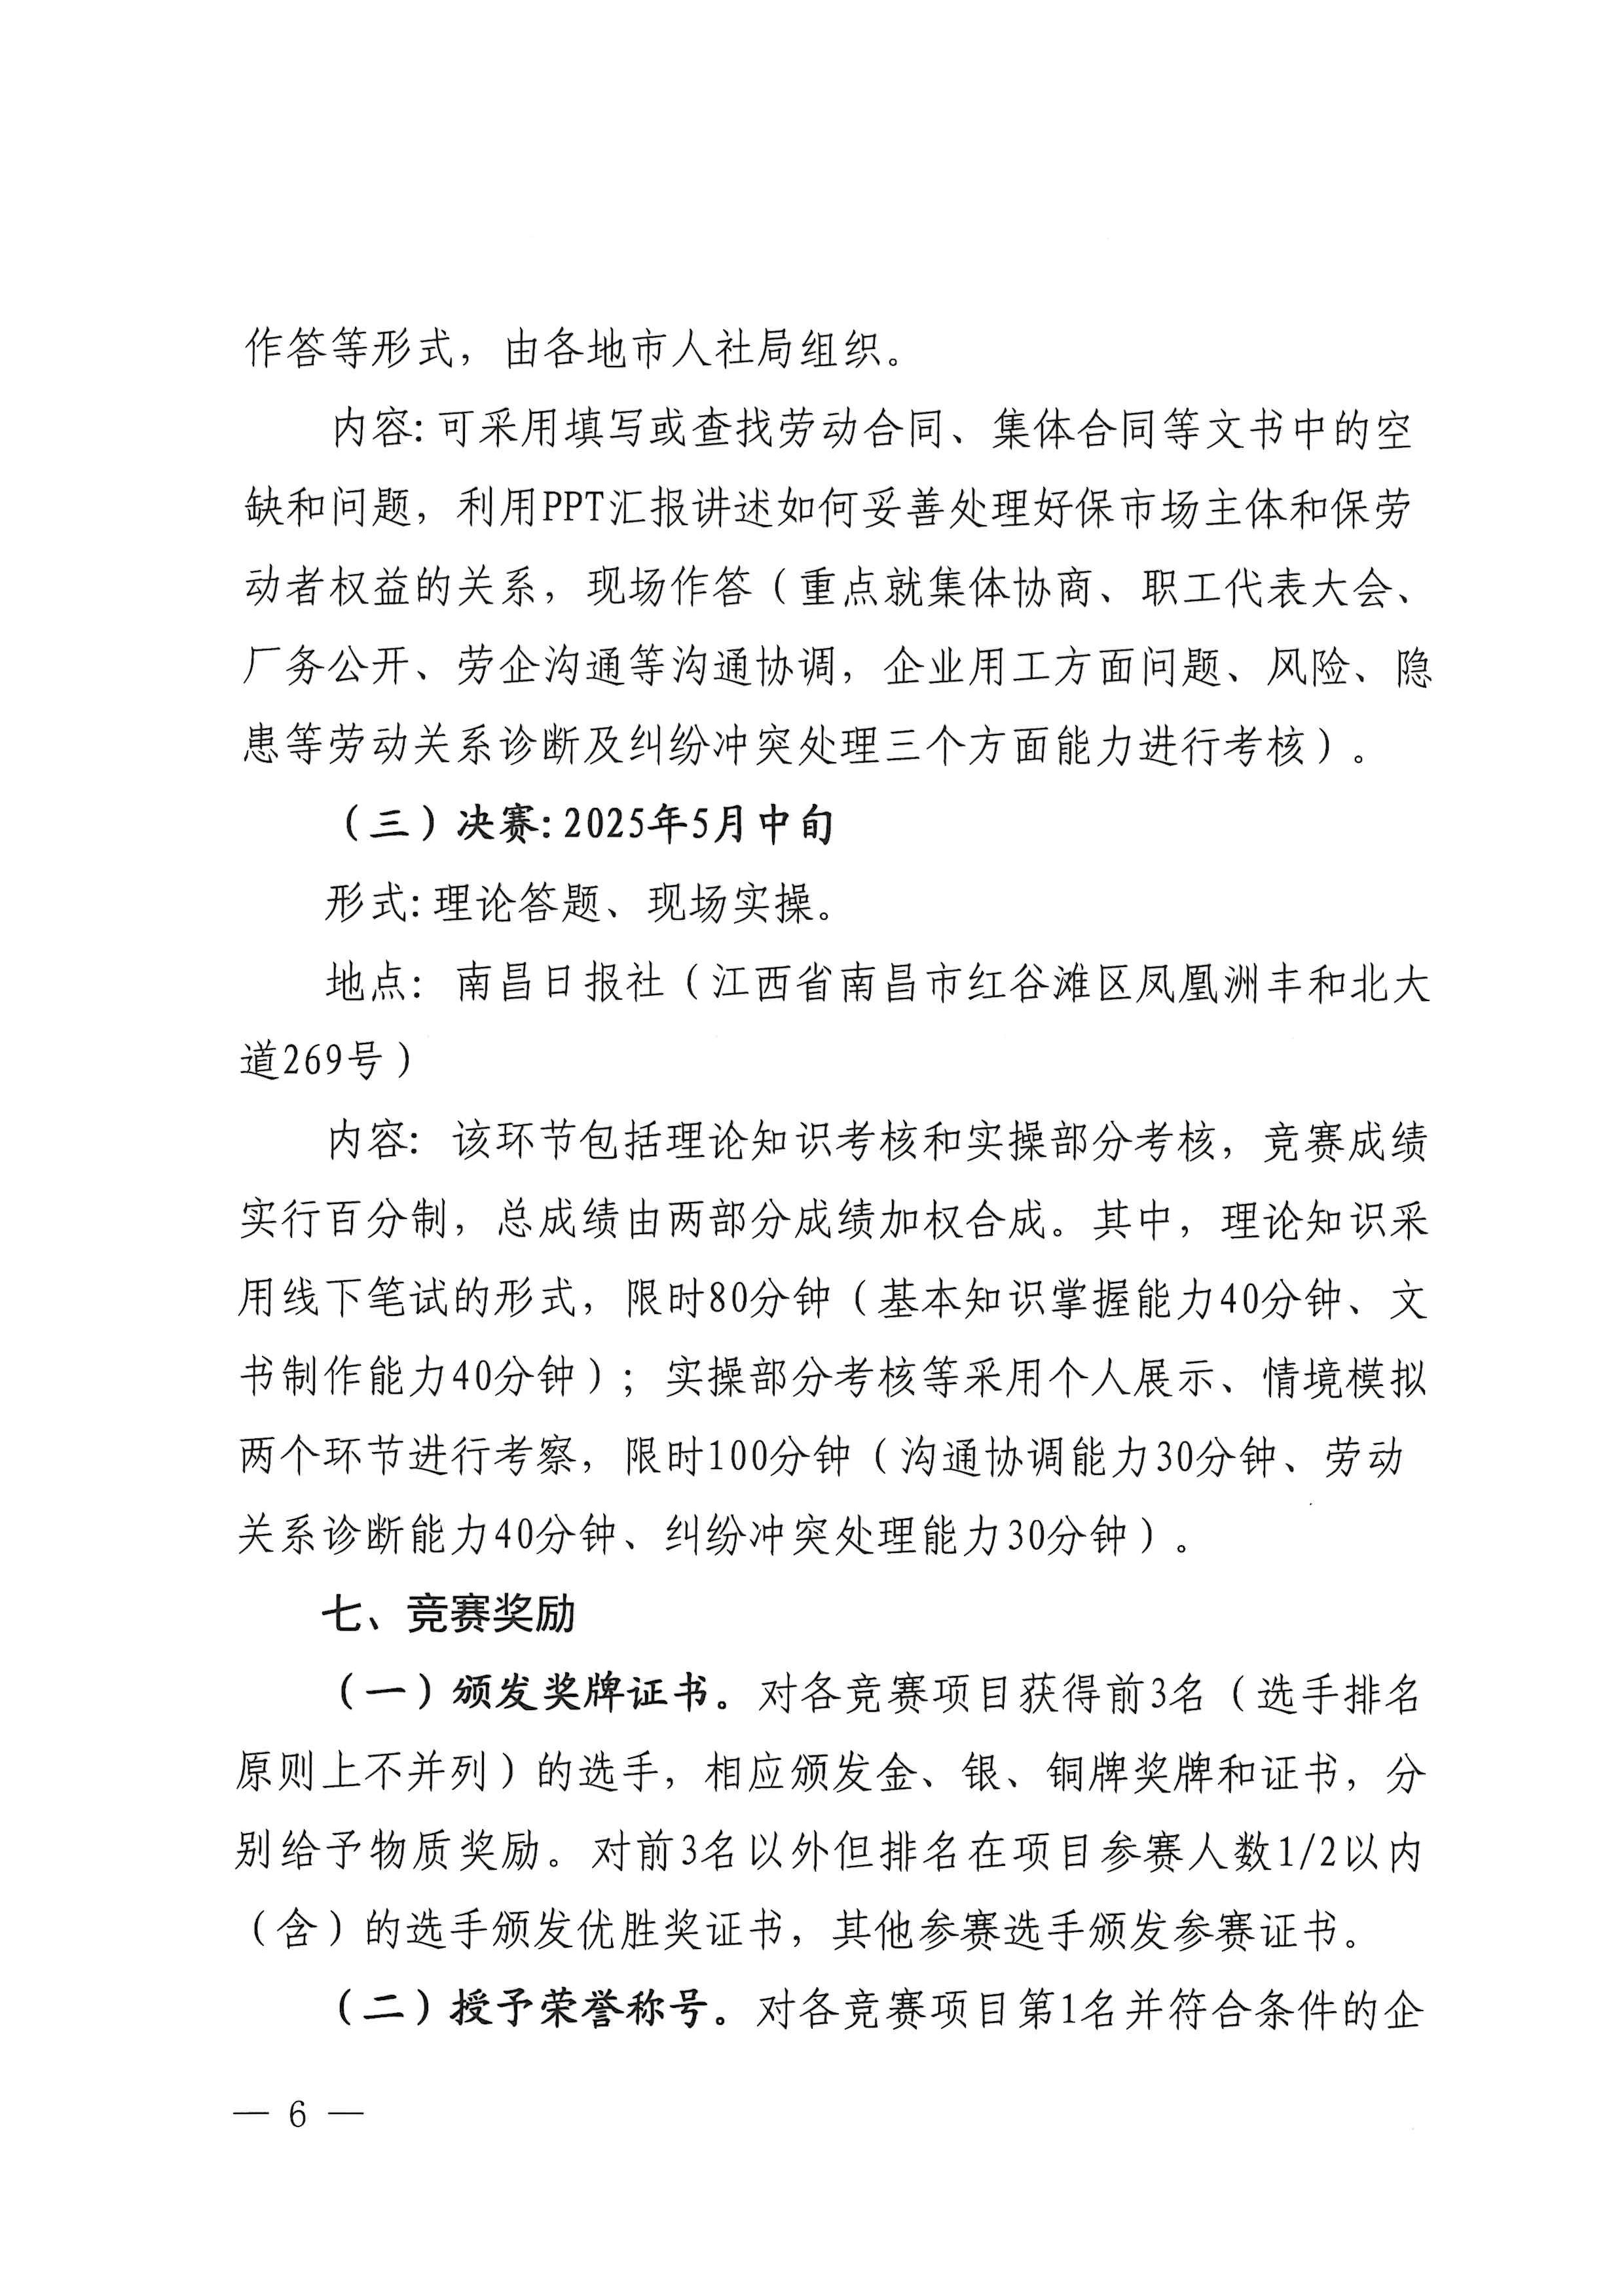 作答等形式，由各地市人社局组织。
内容：可采用填写或查找劳动合同、集体合同等文书中的空
缺和问题，利用PPT汇报讲述如何妥善处理好保市场主体和保劳
动者权益的关系，现场作答（重点就集体协商、职工代表大会、
厂务公开、劳企沟通等沟通协调，企业用工方面问题、风险、隐
患等劳动关系诊断及纠纷冲突处理三个方面能力进行考核）。
（三）决赛：2025年5月中旬
形式：理论答题、现场实操。
地点：南昌日报社（江西省南昌市红谷滩区凤凰洲丰和北大
道269号）
内容：该环节包括理论知识考核和实操部分考核，竞赛成绩
实行百分制，总成绩由两部分成绩加权合成。其中，理论知识采
用线下笔试的形式，限时80分钟（基本知识掌握能力40分钟、文
书制作能力40分钟）；实操部分考核等采用个人展示、情境模拟
两个环节进行考察，限时100分钟（沟通协调能力30分钟、劳动
关系诊断能力40分钟、纠纷冲突处理能力30分钟）。
七、竞赛奖励
（一）颁发奖牌证书。对各竞赛项目获得前3名（选手排名
原则上不并列）的选手，相应颁发金、银、铜牌奖牌和证书，分
别给予物质奖励。对前3名以外但排名在项目参赛人数1/2以内
（含）的选手颁发优胜奖证书，其他参赛选手颁发参赛证书。
（二）授予荣誉称号。对各竞赛项目第1名并符合条件的企
— 6 —